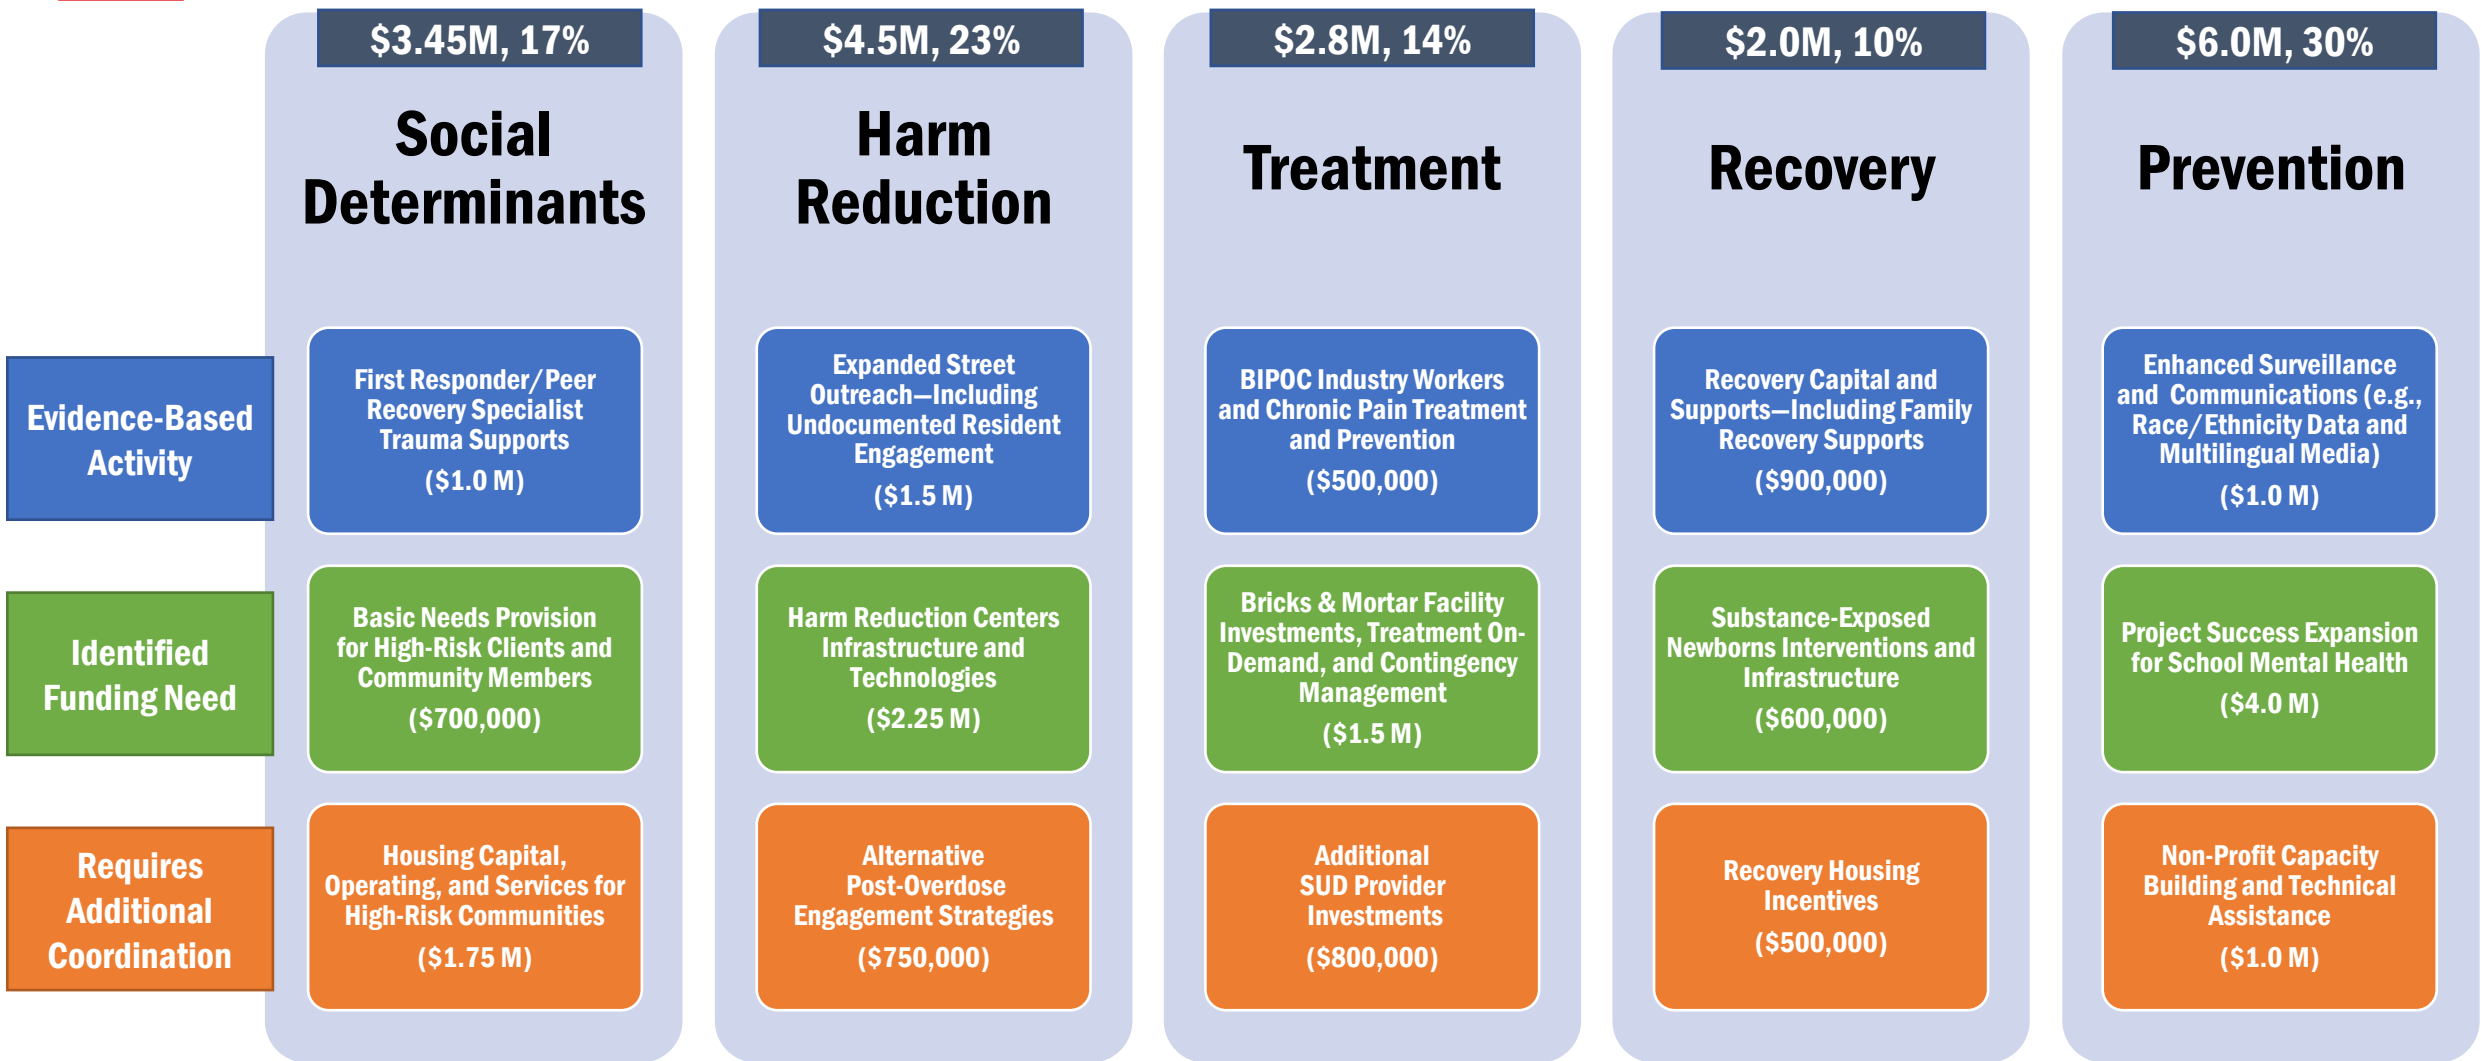 $3.45M, 17%
$4.5M, 23%
$2.8M, 14%
$2.0M, 10%
$6.0M, 30%
Social
Determinants
Harm
Reduction
Treatment
Recovery
Prevention
Evidence-Based
Activity
First Responder/Peer
Recovery Specialist
Trauma Supports
($1.0 M)
Expanded Street
Outreach—Including
Undocumented Resident
Engagement
($1.5 M)
BIPOC Industry Workers
and Chronic Pain Treatment
and Prevention
($500,000)
Recovery Capital and
Supports—Including Family
Recovery Supports
($900,000)
Enhanced Surveillance
and Communications (e.g.,
Race/Ethnicity Data and
Multilingual Media)
($1.0 M)
Identified
Funding Need
Basic Needs Provision
for High-Risk Clients and
Community Members
($700,000)
Harm Reduction Centers
Infrastructure and
Technologies
($2.25 M)
Bricks & Mortar Facility
Investments, Treatment On-
Demand, and Contingency
Management
($1.5 M)
Substance-Exposed
Newborns Interventions and
Infrastructure
($600,000)
Project Success Expansion
for School Mental Health
($4.0 M)
Requires
Additional
Coordination
Housing Capital,
Operating, and Services for
High-Risk Communities
($1.75 M)
Alternative
Post-Overdose
Engagement Strategies
($750,000)
Additional
SUD Provider
Investments
($800,000)
Recovery Housing
Incentives
($500,000)
Non-Profit Capacity
Building and Technical
Assistance
($1.0 M)